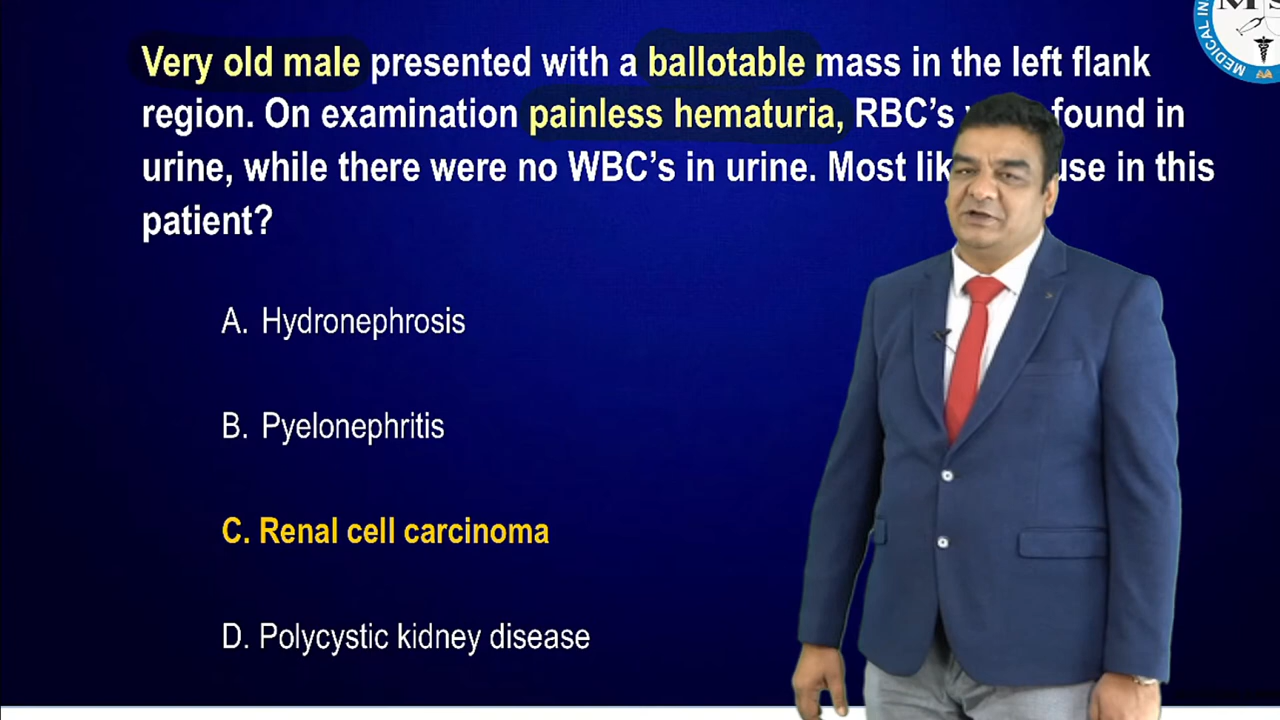 Very old male presented with a ballotable mass in the left flank
region. On examination painless hematuria, RBC's found in
urine, while there were no WBC's in urine. Most in this
patient?
A. Hydronephrosis
B. Pyelonephritis
C. Renal cell carcinoma
D. Polycystic kidney disease
MEDICAL